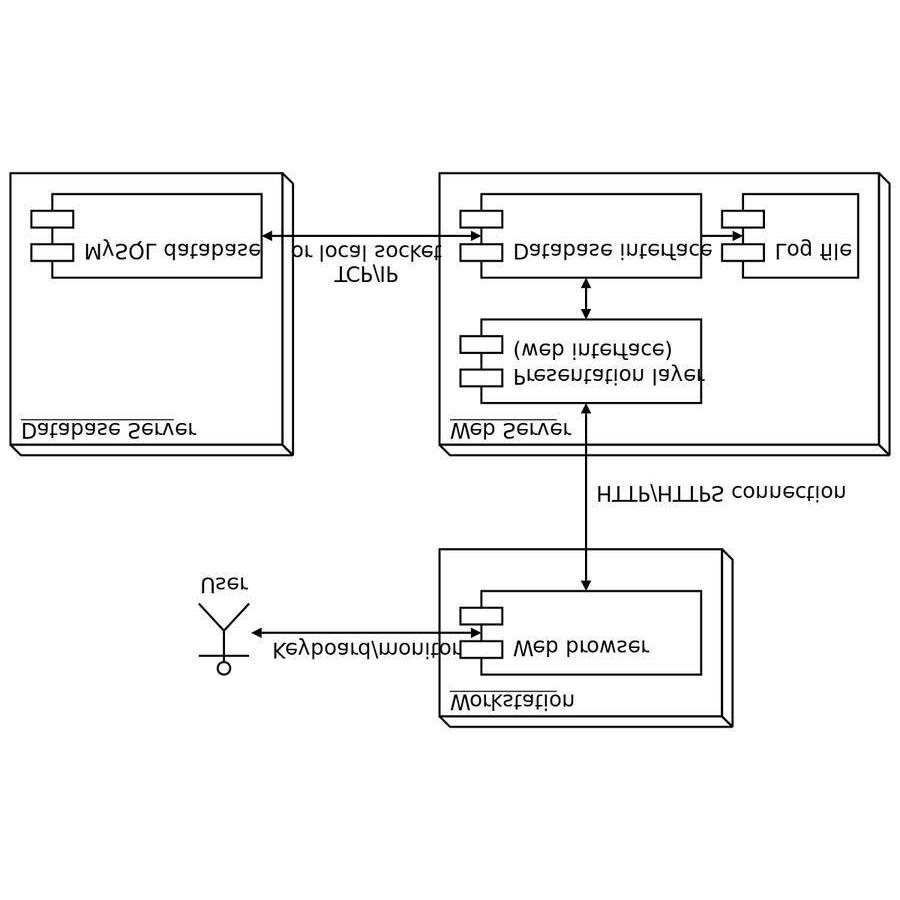 Workstation
Keyboard/monitor
Web browser
User
HTTP/HTTPS connection
Database Server
Web Server
Presentation layer
(web interface)
TCP/IP
or local socket
MySQL database
Database interface
Log file